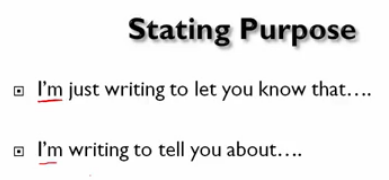 Stating Purpose
I'm just writing to let you know that....
I'm writing to tell you about....